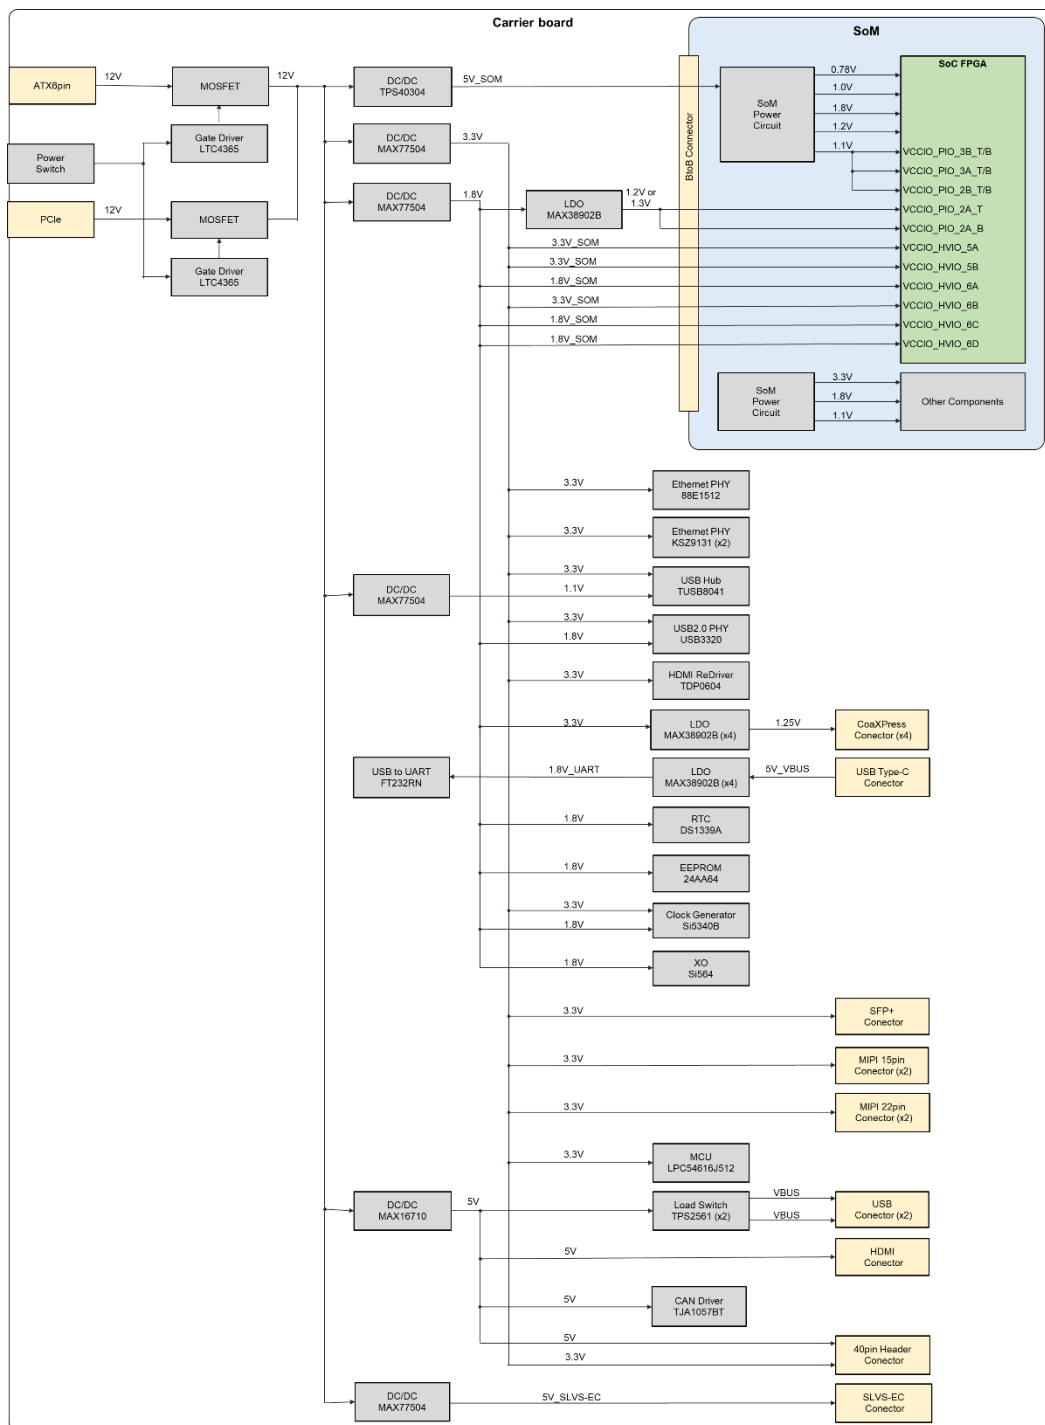 Carrier board
SoM
ATX6pin
12V
MOSFET
12V
DC/DC
TPS40304
5V_SOM
BtoB Connector
SoM
Power
Circuit
0.78V
1.0V
1.8V
1.2V
1.1V
SoC FPGA
VCCIO_PIO_3B_T/B
VCCIO_PIO_3A_T/B
VCCIO_PIO_2B_T/B
VCCIO_PIO_2A_T
VCCIO_PIO_2A_B
VCCIO_HVIO_5A
VCCIO_HVIO_5B
VCCIO_HVIO_6A
VCCIO_HVIO_6B
VCCIO_HVIO_6C
VCCIO_HVIO_6D
Gate Driver
LTC4365
Power
Switch
DC/DC
MAX77504
3.3V
PCIe
12V
MOSFET
DC/DC
MAX77504
1.8V
LDO
MAX38902B
1.2V or
1.3V
Gate Driver
LTC4365
3.3V_SOM
3.3V_SOM
1.8V_SOM
3.3V_SOM
1.8V_SOM
1.8V_SOM
SoM
Power
Circuit
3.3V
1.8V
1.1V
Other Components
3.3V
Ethernet PHY
88E1512
3.3V
Ethernet PHY
KSZ9131 (x2)
DC/DC
MAX77504
3.3V
1.1V
USB Hub
TUSB8041
3.3V
1.8V
USB2.0 PHY
USB3320
3.3V
HDMI ReDriver
TDP0604
3.3V
LDO
MAX38902B (x4)
1.25V
CoaXPress
Conector (x4)
USB to UART
FT232RN
1.8V_UART
LDO
MAX38902B (x4)
5V_VBUS
USB Type-C
Conector
1.8V
RTC
DS1339A
1.8V
EEPROM
24AA64
3.3V
1.8V
Clock Generator
Si5340B
1.8V
XO
Si564
3.3V
SFP+
Conector
3.3V
MIPI 15pin
Conector (x2)
3.3V
MIPI 22pin
Conector (x2)
3.3V
MCU
LPC54616J512
DC/DC
MAX16710
5V
Load Switch
TPS2561 (x2)
VBUS
VBUS
USB
Conector (x2)
5V
HDMI
Conector
5V
CAN Driver
TJA1057BT
5V
3.3V
40pin Header
Conector
DC/DC
MAX77504
5V_SLVS-EC
SLVS-EC
Conector